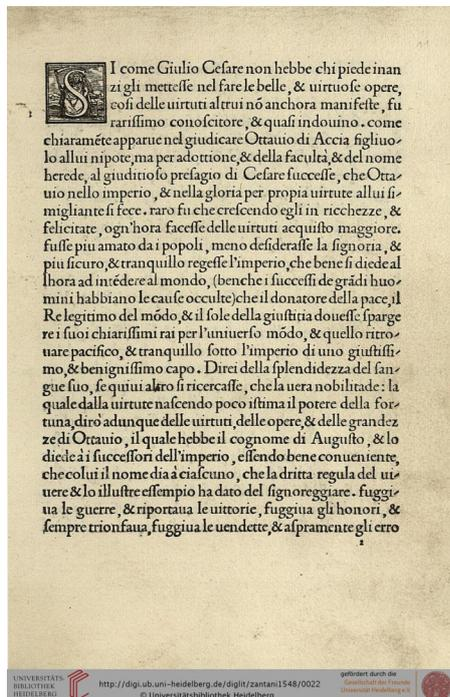 SI come Giulio Cesare non hebbe chi piede inan
zi gli mettesse nel fare le belle, & uirtuose opere,
cosi delle uirtuti altrui nõ anchora manifeste, fu
rarissimo conoscitore, & quasi indouino. come
chiaramẽte apparue nel giudicare Ottauio di Accia figliuo-
lo allui nipote, ma per adottione, & della facultà, & del nome
herede, al giuditioso presagio di Cesare successe, che Otta-
uio nello imperio, & nella gloria per propia uirtute allui si-
migliante si fece. raro fu che crescendo egli in ricchezze, &
felicitate, ogn'hora facesse delle uirtuti acquisto maggiore.
fusse piu amato da i popoli, meno desiderasse la signoria, &
piu sicuro, & tranquillo regesse l'imperio, che bene si diede al
lhora ad intẽdere al mondo, (benche i successi de grãdi huo-
mini habbiano le cause occulte) che il donatore della pace, il
Re legitimo del mõdo, & il sole della giustitia douesse sparge
re i suoi chiarissimi rai per l'uniuerso mõdo, & quello ritro-
uare pacifico, & tranquillo sotto l'imperio di uno giustissi-
mo, & benignissimo capo. Direi della splendidezza del san-
gue suo, se quiui altro si ricercasse, che la uera nobilitade: la
quale dalla uirtute nascendo poco istima il potere della for-
tuna, dirò adunque delle uirtuti, delle opere, & delle grandez
ze di Ottauio, il quale hebbe il cognome di Augusto, & lo
diede à i successori dell'imperio, essendo bene conueniente,
che colui il nome dia à ciascuno, che la dritta regula del ui-
uere & lo illustre essempio ha dato del signoreggiare. fuggi-
ua le guerre, & riportaua le uittorie, fuggiua gli honori, &
sempre trionfaua, fuggiua le uendette, & aspramente gli erro
2
UNIVERSITÄTS-
BIBLIOTHEK
HEIDELBERG
http://digi.ub.uni-heidelberg.de/diglit/zantani1548/0022
© Universitätsbibliothek Heidelberg
gefördert durch die
Gesellschaft der Freunde
Universität Heidelberg e.V.